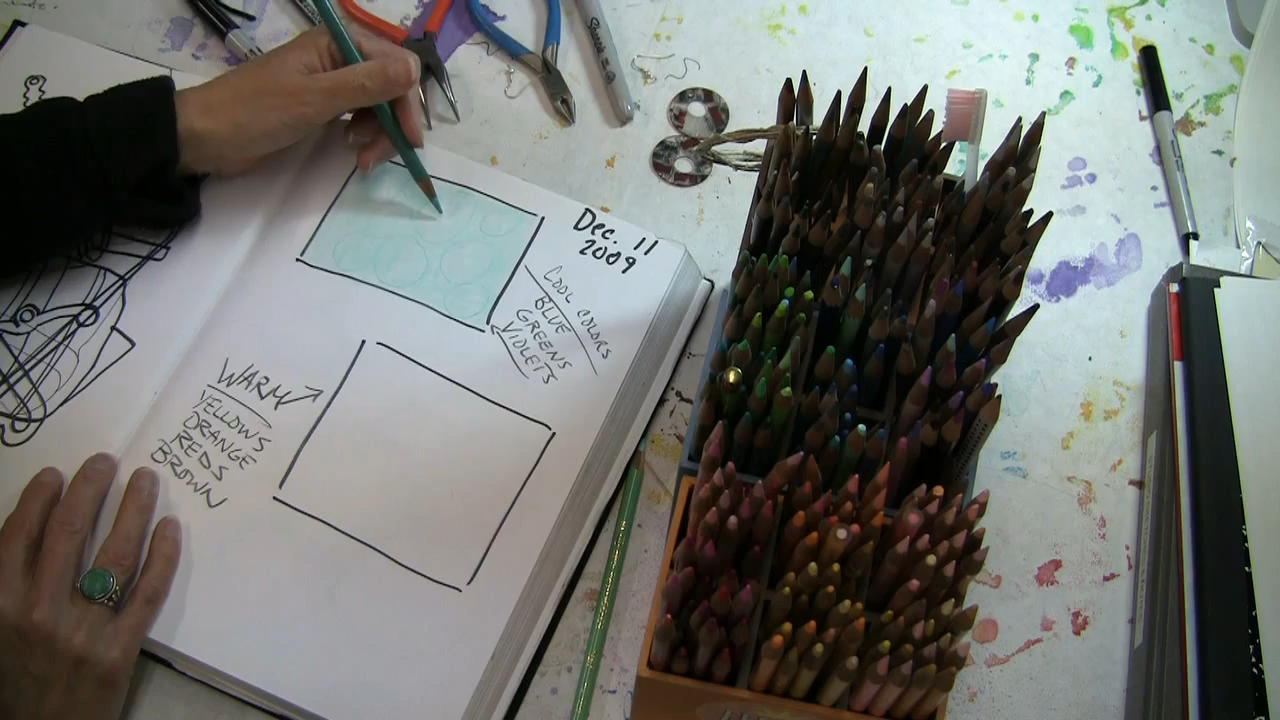 Dec. 11
2009
COOL COLORS
BLUE
GREENS
VIOLETS
WARM
YELLOWS
ORANGE
REDS
BROWN